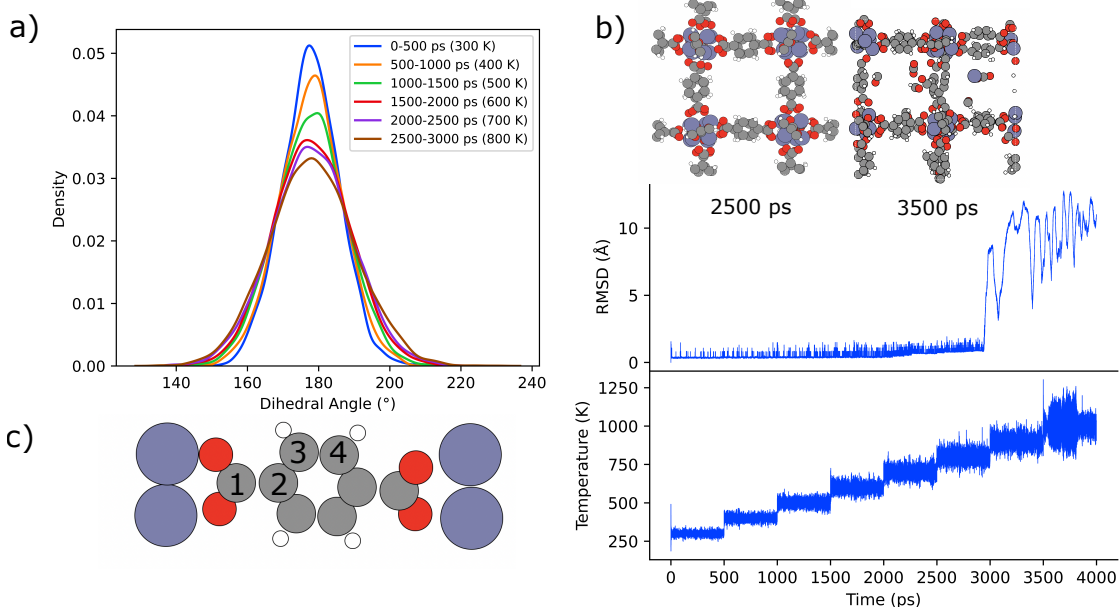 a)
0.05
0.04
0.03
0.02
0.01
0.00
Density
140 160 180 200 220 240
Dihedral Angle (°)
0-500 ps (300 K)
500-1000 ps (400 K)
1000-1500 ps (500 K)
1500-2000 ps (600 K)
2000-2500 ps (700 K)
2500-3000 ps (800 K)
b)
2500 ps 3500 ps
10
5
0
RMSD (Å)
1250
1000
750
500
250
Temperature (K)
0 500 1000 1500 2000 2500 3000 3500 4000
Time (ps)
c)
1 2 3 4